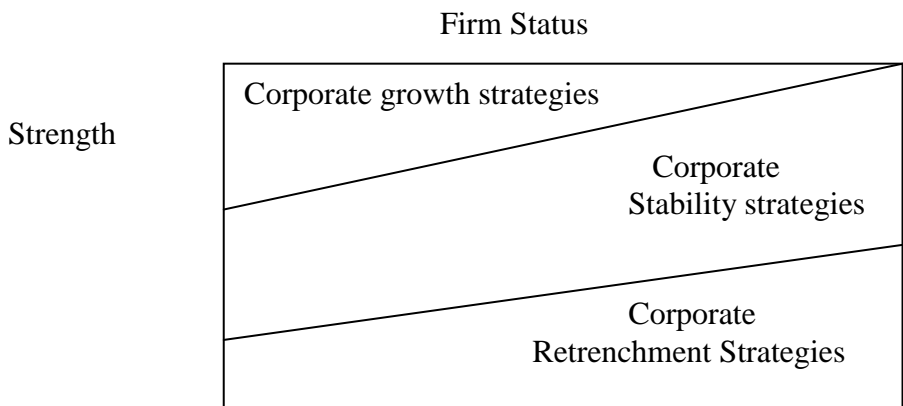 Firm Status
Corporate growth strategies
Strength
Corporate
Stability strategies
Corporate
Retrenchment Strategies